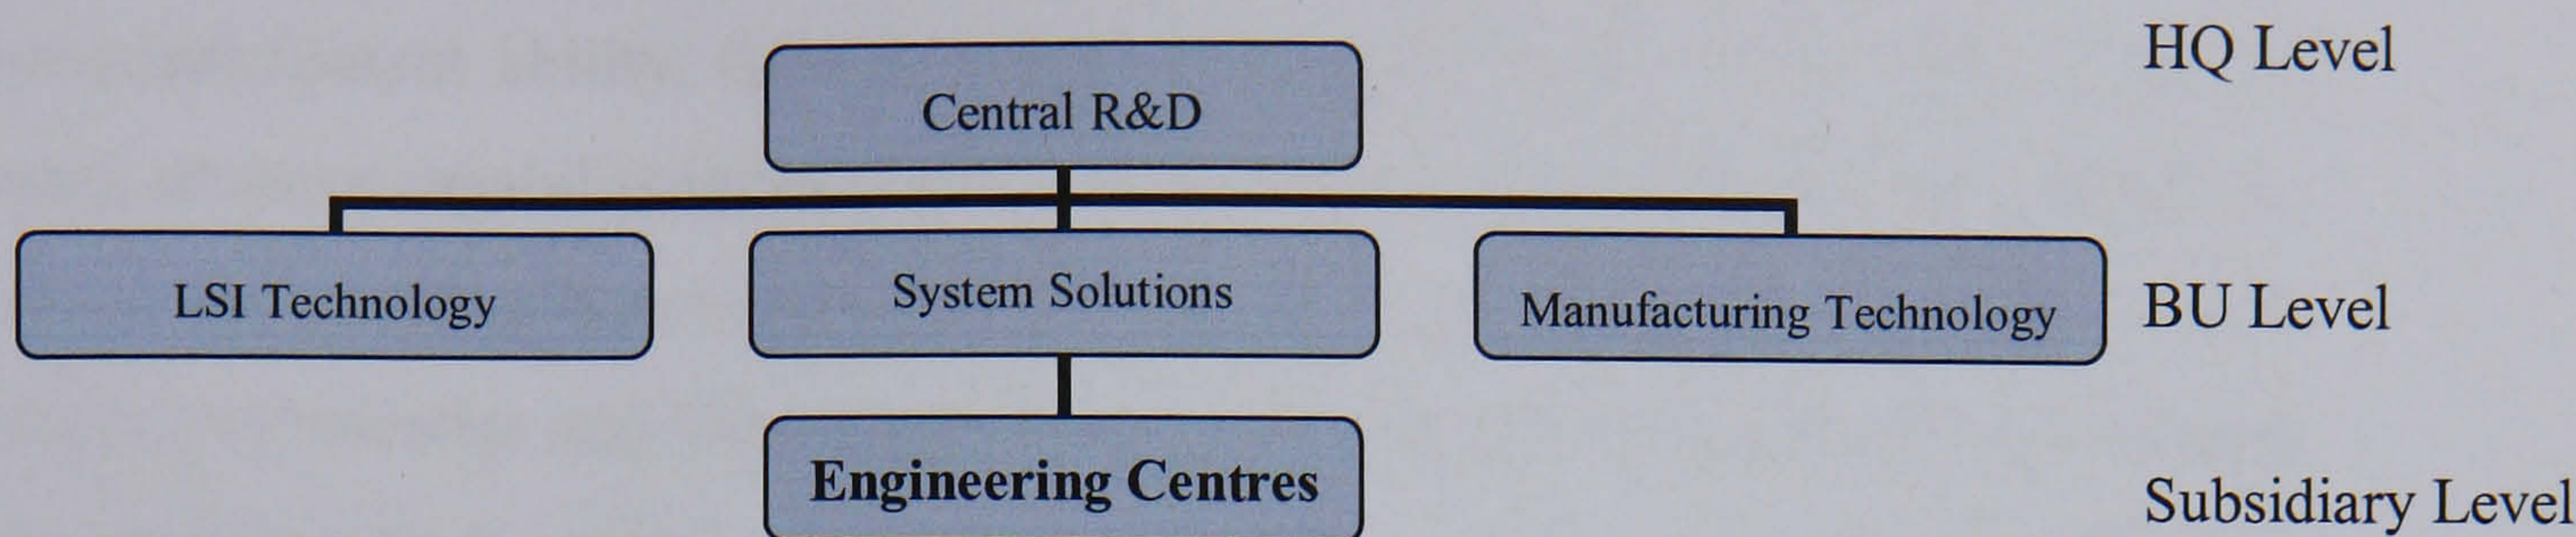 HQ Level
Central R&D
LSI Technology
System Solutions
Manufacturing Technology
BU Level
Engineering Centres
Subsidiary Level